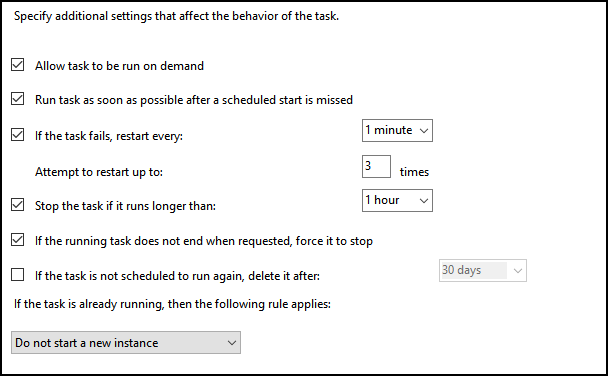 Specify additional settings that affect the behavior of the task.
Allow task to be run on demand
Run task as soon as possible after a scheduled start is missed
If the task fails, restart every: 1 minute
Attempt to restart up to: 3 times
Stop the task if it runs longer than: 1 hour
If the running task does not end when requested, force it to stop
If the task is not scheduled to run again, delete it after: 30 days
If the task is already running, then the following rule applies:
Do not start a new instance